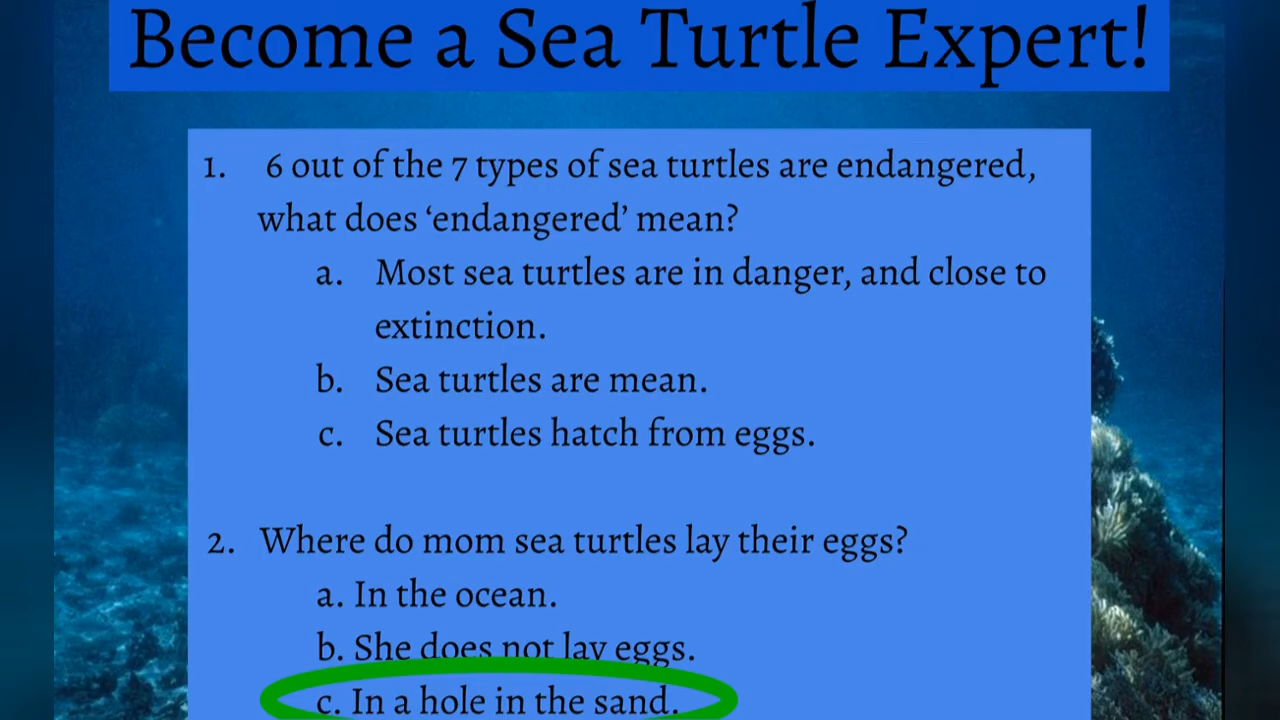 Become a Sea Turtle Expert!
1. 6 out of the 7 types of sea turtles are endangered,
what does ‘endangered’ mean?
a. Most sea turtles are in danger, and close to
extinction.
b. Sea turtles are mean.
c. Sea turtles hatch from eggs.
2. Where do mom sea turtles lay their eggs?
a. In the ocean.
b. She does not lay eggs.
c. In a hole in the sand.